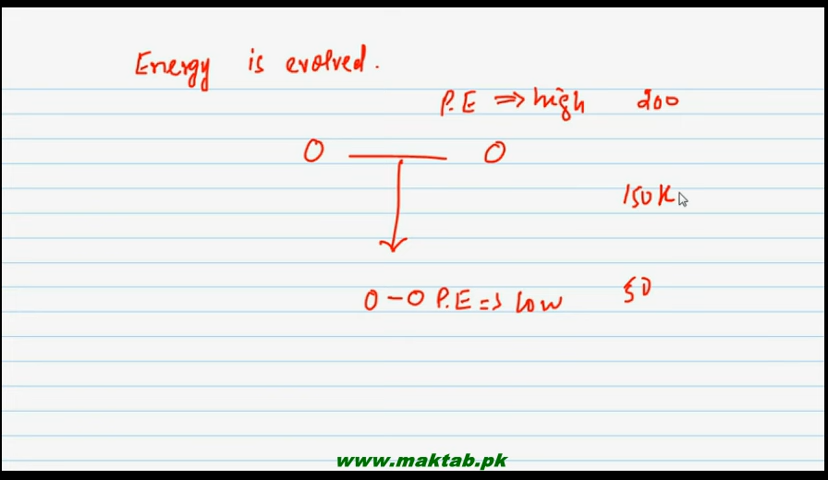 Energy is evolved.
P.E ⇒ high 200
O — O
150K
O-O P.E ⇒ low 50
www.maktab.pk